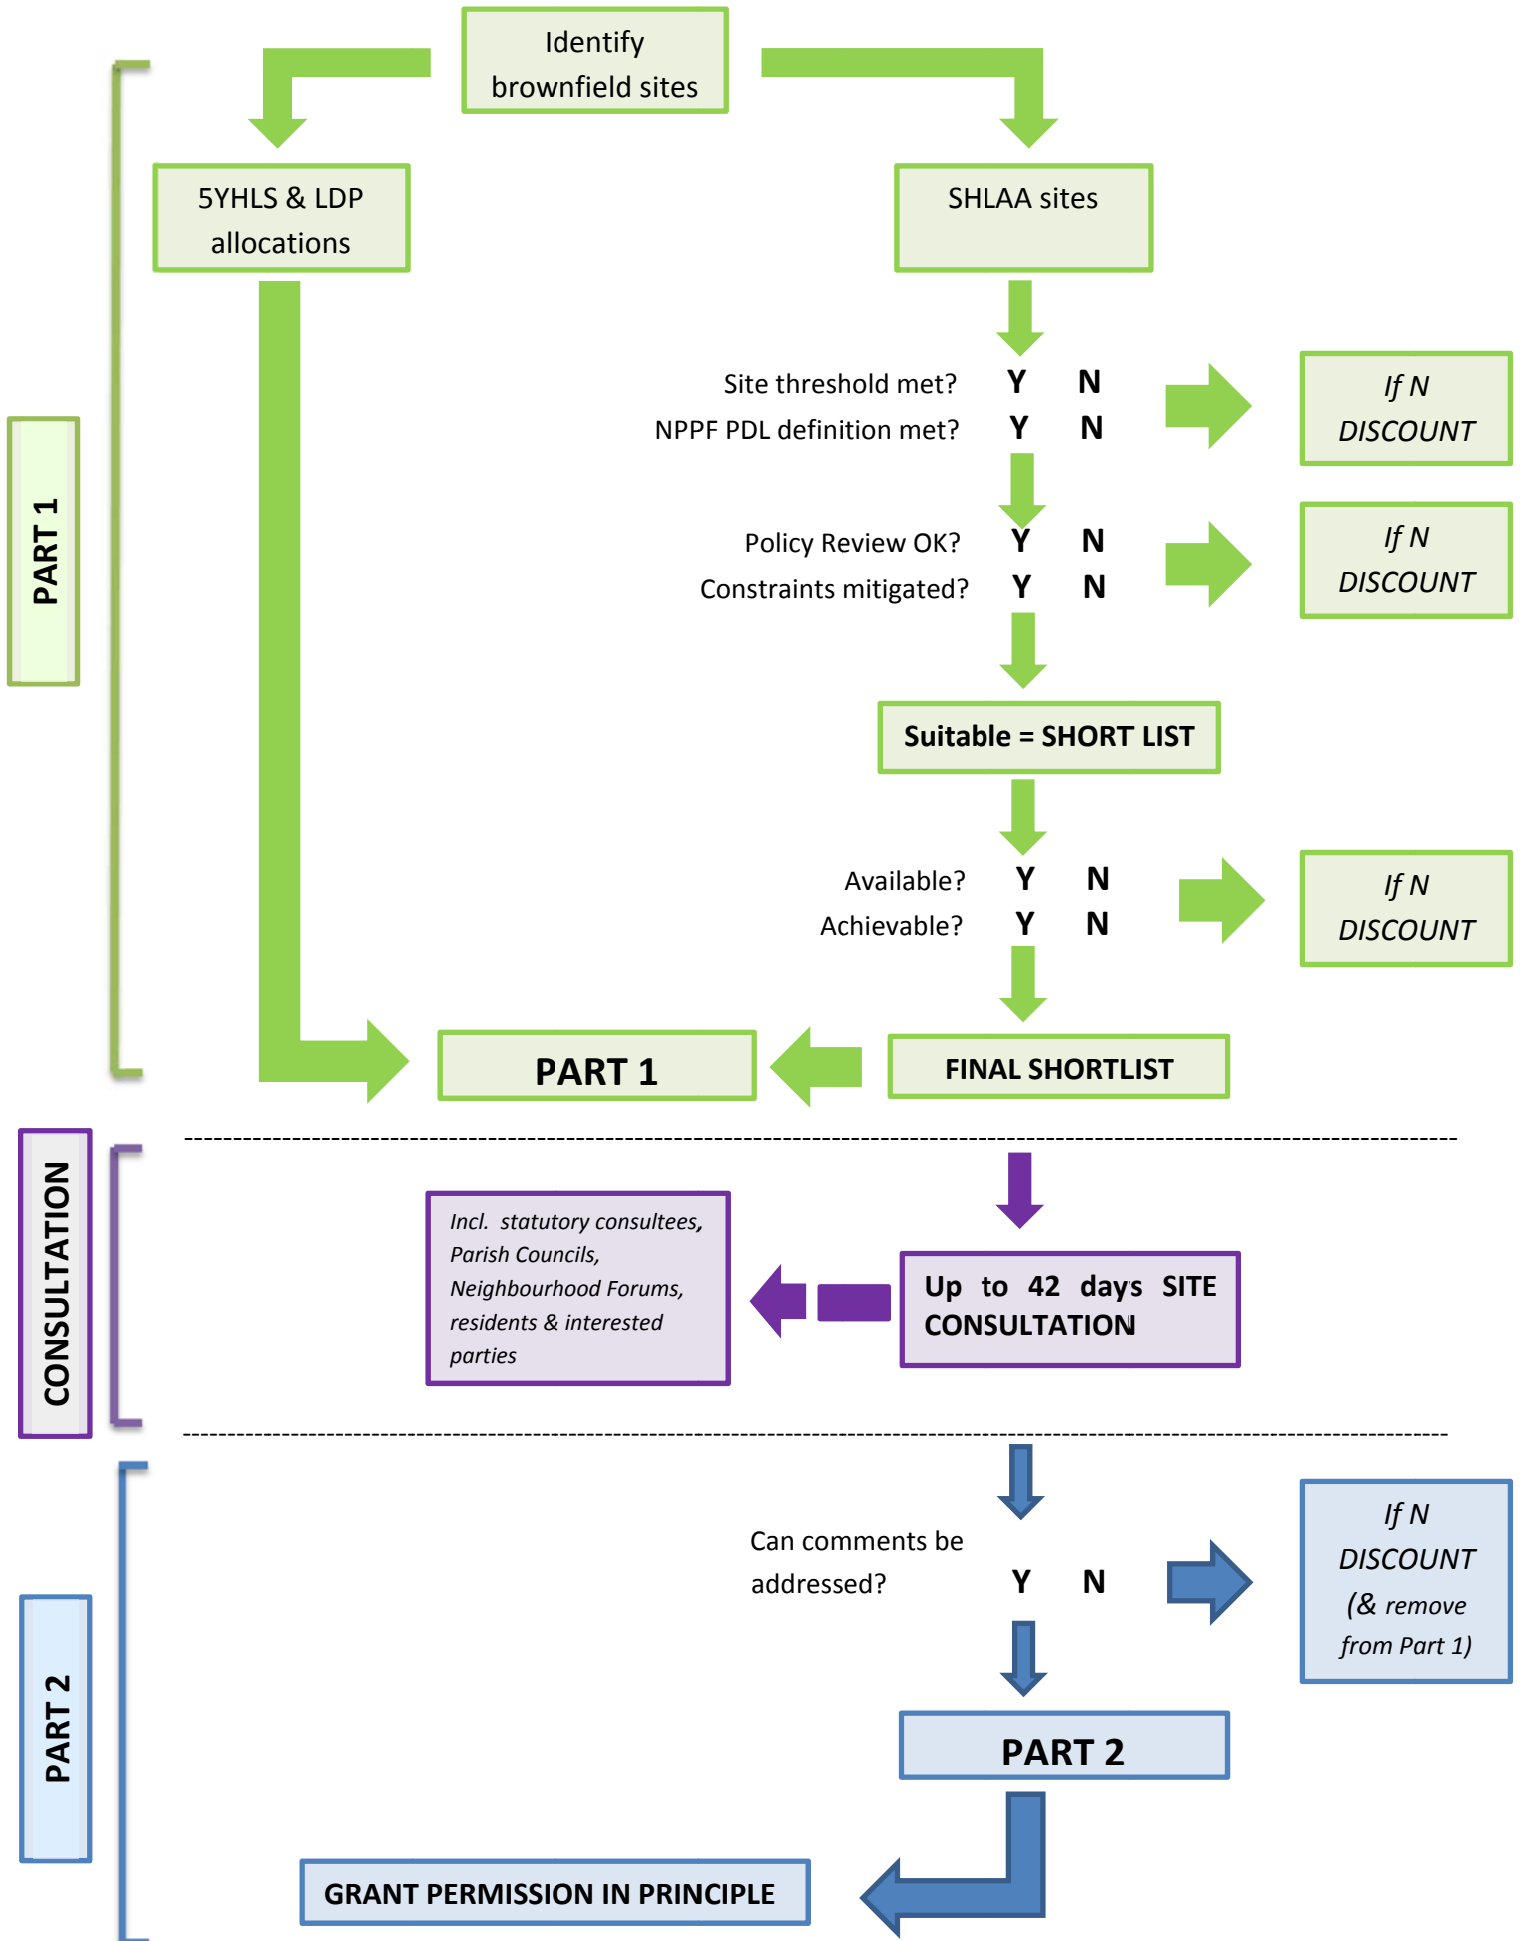 Identify
brownfield sites
5YHLS & LDP
allocations
SHLAA sites
PART 1
Site threshold met? Y N
NPPF PDL definition met? Y N
If N
DISCOUNT
Policy Review OK? Y N
Constraints mitigated? Y N
If N
DISCOUNT
Suitable = SHORT LIST
Available? Y N
Achievable? Y N
If N
DISCOUNT
PART 1
FINAL SHORTLIST
CONSULTATION
Incl. statutory consultees,
Parish Councils,
Neighbourhood Forums,
residents & interested
parties
Up to 42 days SITE
CONSULTATION
PART 2
Can comments be
addressed? Y N
If N
DISCOUNT
(& remove
from Part 1)
PART 2
GRANT PERMISSION IN PRINCIPLE